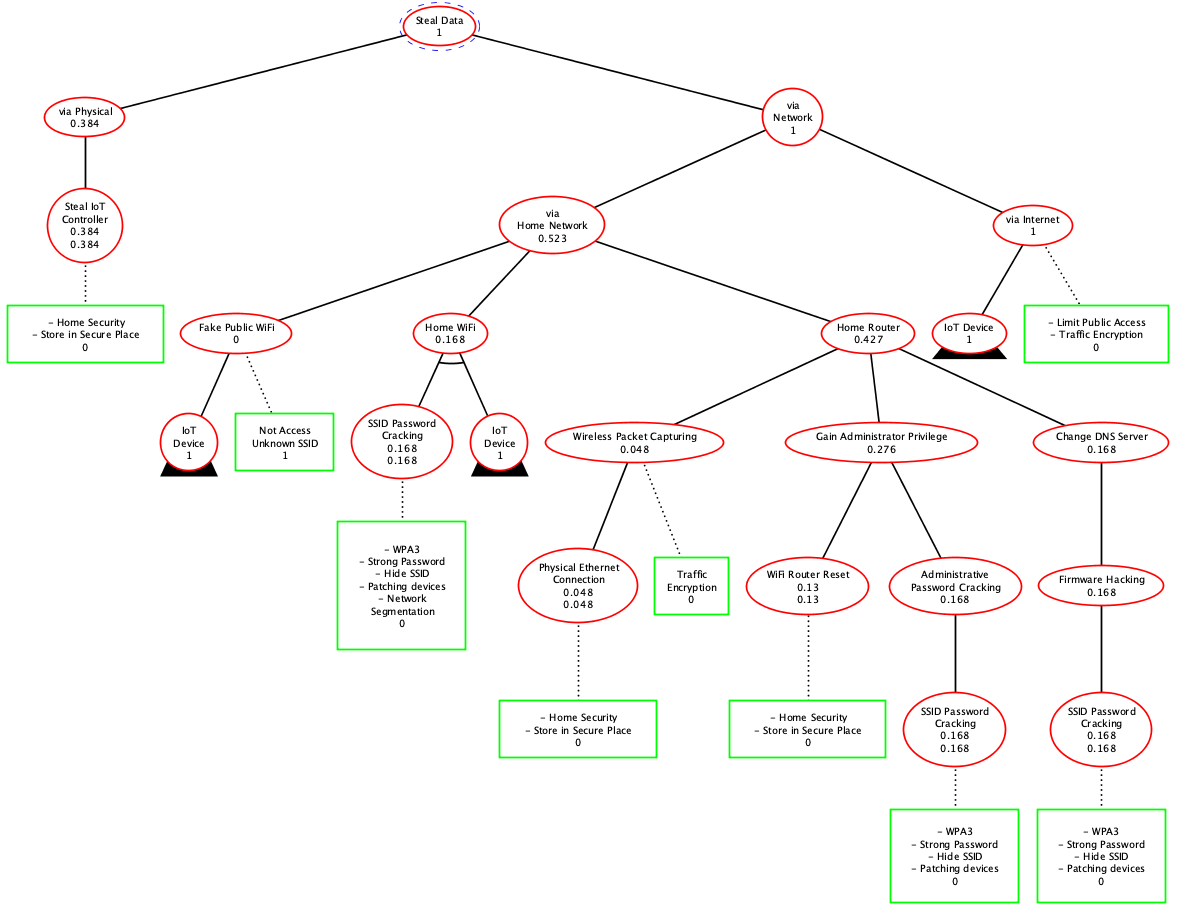 Steal Data
1
via Physical
0.384
via
Network
1
Steal IoT
Controller
0.384
0.384
via
Home Network
0.523
via Internet
1
– Home Security
– Store in Secure Place
0
Fake Public WiFi
0
Home WiFi
0.168
Home Router
0.427
IoT Device
1
– Limit Public Access
– Traffic Encryption
0
IoT
Device
1
Not Access
Unknown SSID
1
SSID Password
Cracking
0.168
0.168
IoT
Device
1
Wireless Packet Capturing
0.048
Gain Administrator Privilege
0.276
Change DNS Server
0.168
– WPA3
– Strong Password
– Hide SSID
– Patching devices
– Network
Segmentation
0
Physical Ethernet
Connection
0.048
0.048
Traffic
Encryption
0
WiFi Router Reset
0.13
0.13
Administrative
Password Cracking
0.168
Firmware Hacking
0.168
– Home Security
– Store in Secure Place
0
– Home Security
– Store in Secure Place
0
SSID Password
Cracking
0.168
0.168
SSID Password
Cracking
0.168
0.168
– WPA3
– Strong Password
– Hide SSID
– Patching devices
0
– WPA3
– Strong Password
– Hide SSID
– Patching devices
0